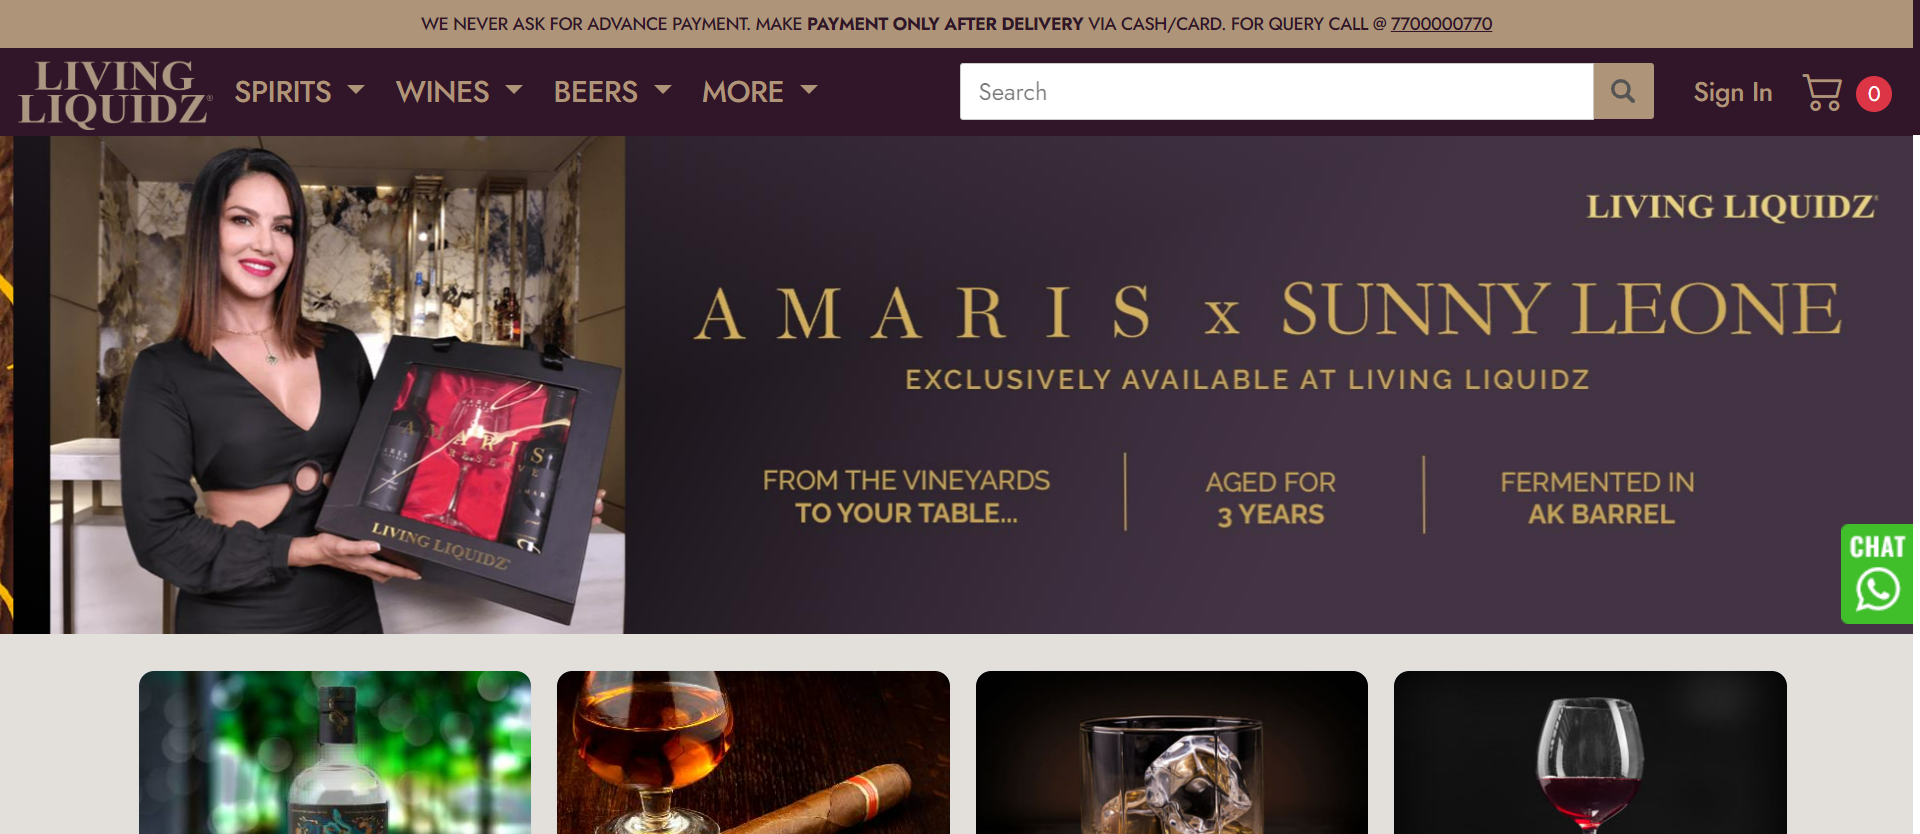 WE NEVER ASK FOR ADVANCE PAYMENT. MAKE PAYMENT ONLY AFTER DELIVERY VIA CASH/CARD. FOR QUERY CALL @ 7700000770
LIVING
LIQUIDZ®
SPIRITS WINES BEERS MORE Search Sign In 0
LIVING LIQUIDZ
AMARIS x SUNNY LEONE
EXCLUSIVELY AVAILABLE AT LIVING LIQUIDZ
FROM THE VINEYARDS
TO YOUR TABLE...
AGED FOR
3 YEARS
FERMENTED IN
AK BARREL
AMARIS
RESERVE
LIVING LIQUIDZ
CHAT